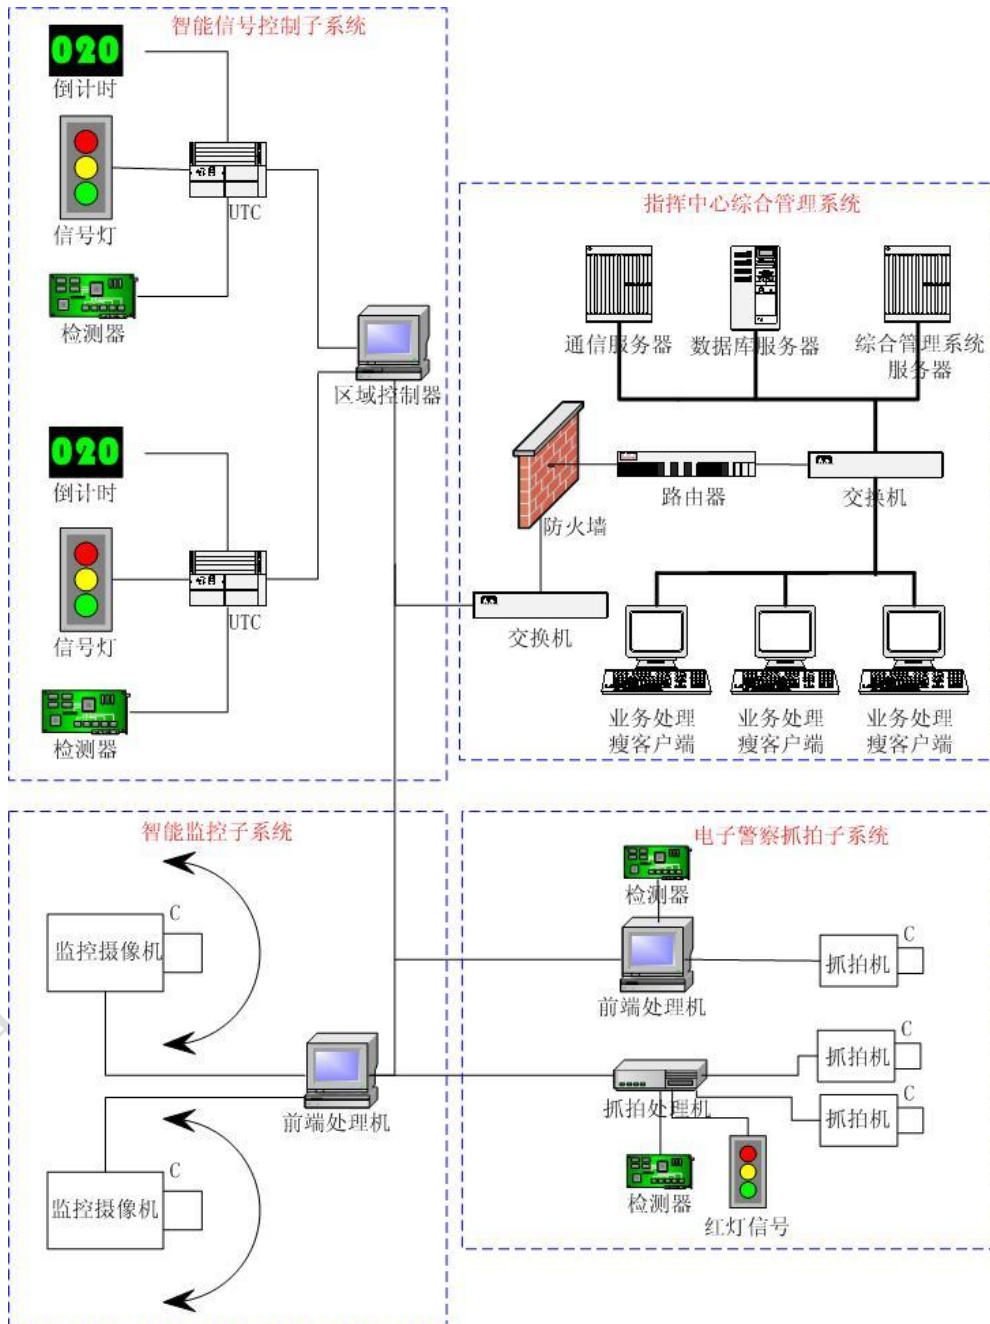 智能信号控制子系统
020
倒计时
信号灯
UTC
检测器
区域控制器
020
倒计时
信号灯
UTC
检测器
指挥中心综合管理系统
通信服务器
数据库服务器
综合管理系统
服务器
防火墙
路由器
交换机
交换机
业务处理
瘦客户端
业务处理
瘦客户端
业务处理
瘦客户端
智能监控子系统
C
监控摄像机
前端处理机
C
监控摄像机
电子警察抓拍子系统
检测器
前端处理机
C
抓拍机
C
抓拍机
抓拍处理机
C
抓拍机
检测器
红灯信号